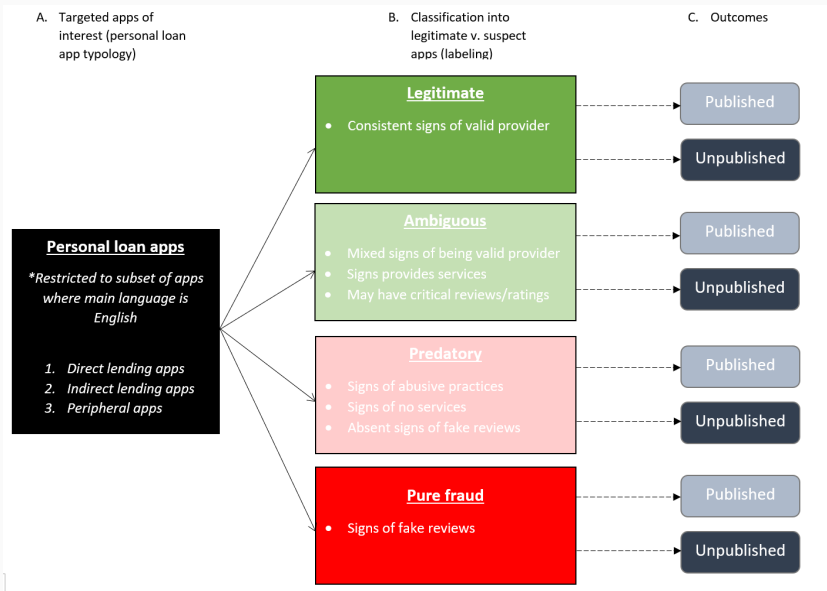 A. Targeted apps of
interest (personal loan
app typology)
B. Classification into
legitimate v. suspect
apps (labeling)
C. Outcomes
Personal loan apps
*Restricted to subset of apps
where main language is
English
1. Direct lending apps
2. Indirect lending apps
3. Peripheral apps
Legitimate
• Consistent signs of valid provider
Published
Unpublished
Ambiguous
• Mixed signs of being valid provider
• Signs provides services
• May have critical reviews/ratings
Published
Unpublished
Predatory
• Signs of abusive practices
• Signs of no services
• Absent signs of fake reviews
Published
Unpublished
Pure fraud
• Signs of fake reviews
Published
Unpublished